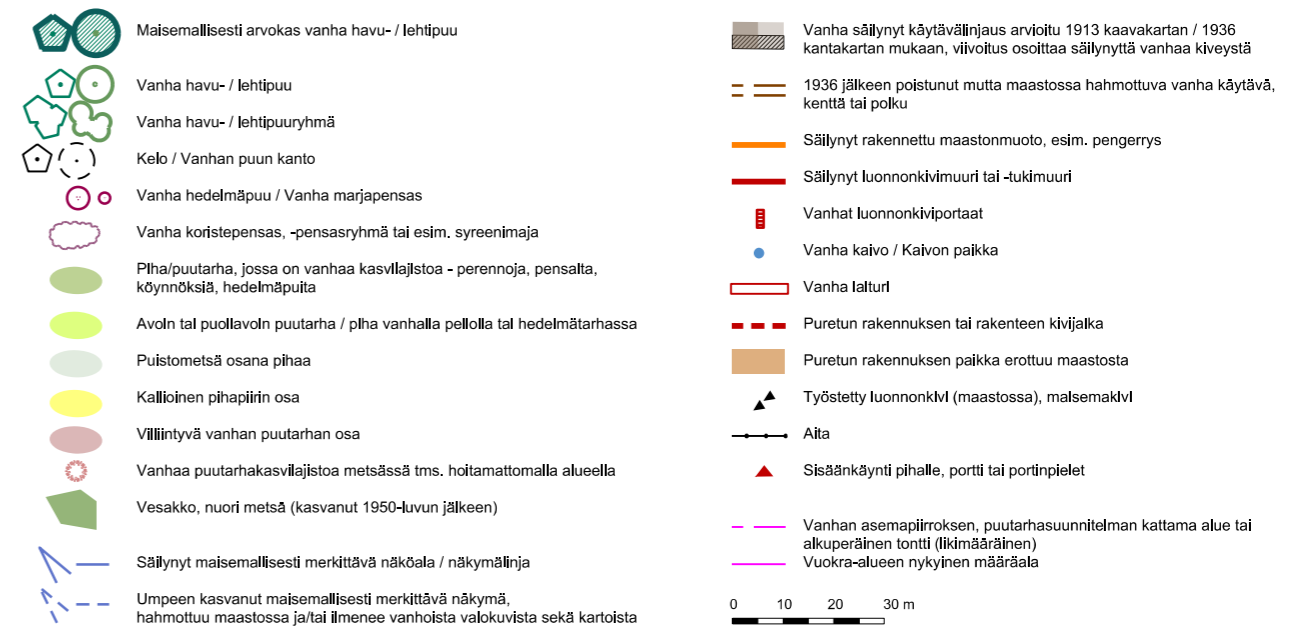 Maisemallisesti arvokas vanha havu- / lehtipuu
Vanha havu- / lehtipuu
Vanha havu- / lehtipuuryhmä
Kelo / Vanhan puun kanto
Vanha hedelmäpuu / Vanha marjapensas
Vanha koristepensas, -pensasryhmä tai esim. syreenimaja
Piha/puutarha, jossa on vanhaa kasvilajistoa - perennoja, pensaita,
köynnöksiä, hedelmäpuita
Avoin tai puoliavoin puutarha / piha vanhalla pellolla tai hedelmätarhassa
Puistometsä osana pihaa
Kallioinen pihapiirin osa
Villiintyvä vanhan puutarhan osa
Vanhaa puutarhakasvilajistoa metsässä tms. hoitamattomalla alueella
Vesakko, nuori metsä (kasvanut 1950-luvun jälkeen)
Säilynyt maisemallisesti merkittävä näköala / näkymälinja
Umpeen kasvanut maisemallisesti merkittävä näkymä,
hahmottuu maastossa ja/tai ilmenee vanhoista valokuvista sekä kartoista
Vanha säilynyt käytävälinjaus arvioitu 1913 kaavakartan / 1936
kantakartan mukaan, viivoitus osoittaa säilynyttä vanhaa kiveystä
1936 jälkeen poistunut mutta maastossa hahmottuva vanha käytävä,
kenttä tai polku
Säilynyt rakennettu maastonmuoto, esim. pengerrys
Säilynyt luonnonkivimuuri tai -tukimuuri
Vanhat luonnonkiviportaat
Vanha kaivo / Kaivon paikka
Vanha laituri
Puretun rakennuksen tai rakenteen kivijalka
Puretun rakennuksen paikka erottuu maastosta
Työstetty luonnonkivi (maastossa), maisemakivi
Aita
Sisäänkäynti pihalle, portti tai portinpielet
Vanhan asemapiirroksen, puutarhasuunnitelman kattama alue tai
alkuperäinen tontti (likimääräinen)
Vuokra-alueen nykyinen määräala
0 10 20 30 m